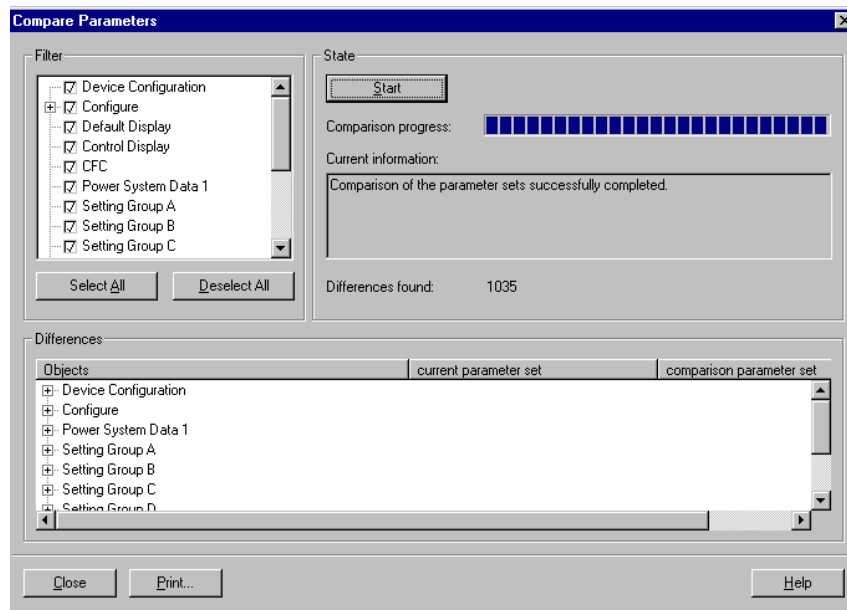 Compare Parameters
Filter
Device Configuration
Configure
Default Display
Control Display
CFC
Power System Data 1
Setting Group A
Setting Group B
Setting Group C
Select All
Deselect All
State
Start
Comparison progress:
Current information:
Comparison of the parameter sets successfully completed.
Differences found: 1035
Differences
Objects current parameter set comparison parameter set
Device Configuration
Configure
Power System Data 1
Setting Group A
Setting Group B
Setting Group C
Setting Group D
Close Print... Help